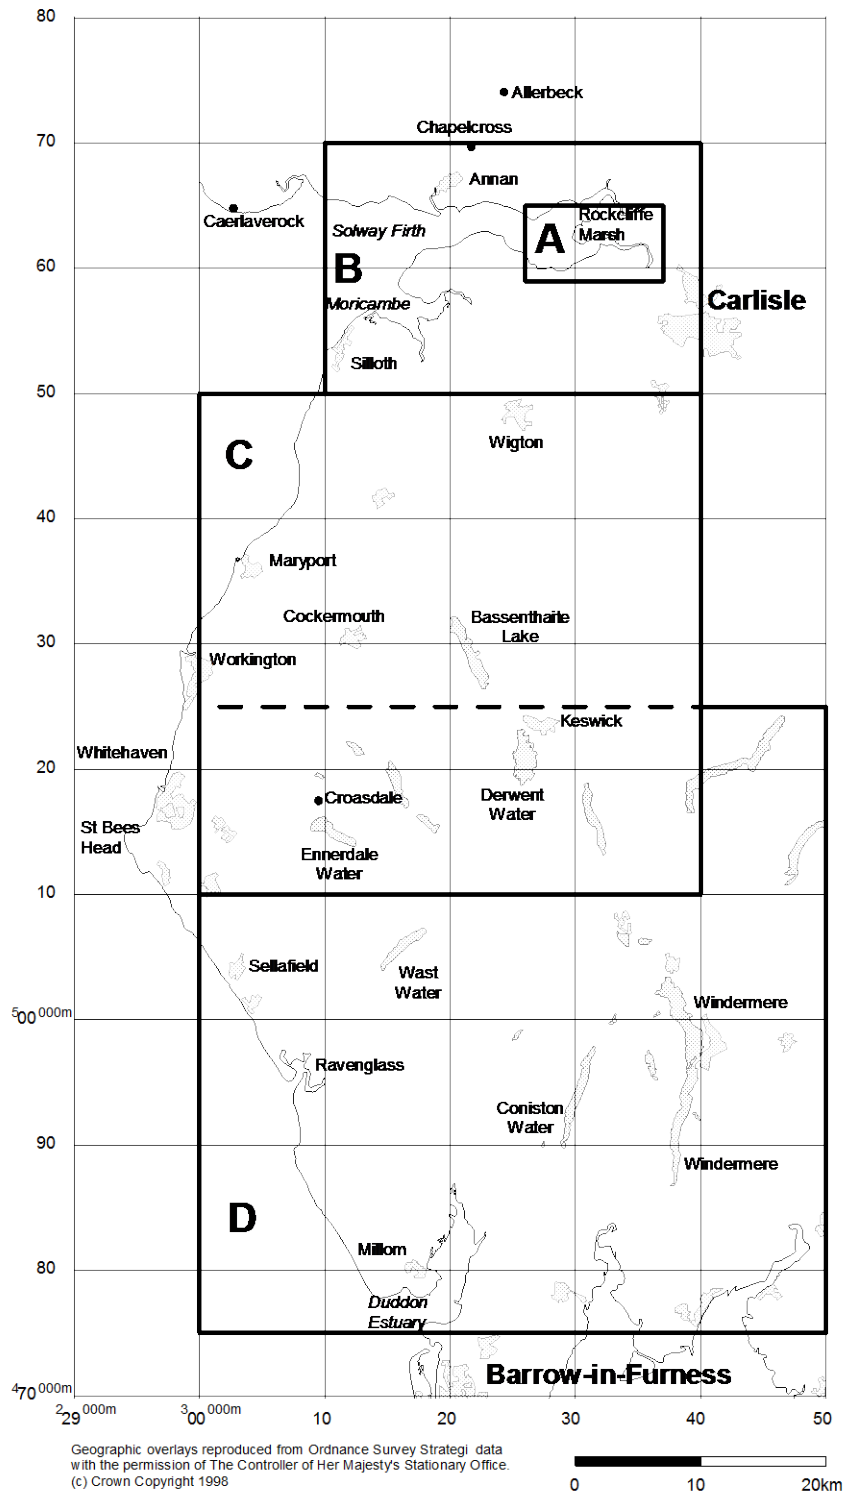 80
Allerbeck
Chapelcross
70
Annan
Caerlaverock
Rockcliffe
Marsh
Solway Firth
A
B
60
Moricambe
Carlisle
Silloth
50
Wigton
C
40
Maryport
Cockermouth
Bassenthaite
Lake
30
Workington
Keswick
Whitehaven
20
Croasdale
Derwent
Water
St Bees
Head
Ennerdale
Water
10
Sellafield
Wast
Water
Windermere
500 000m
Ravenglass
Coniston
Water
90
Windermere
D
Millom
80
Duddon
Estuary
Barrow-in-Furness
470 000m
229 000m
300 000m
10
20
30
40
50
Geographic overlays reproduced from Ordnance Survey Strategi data
with the permission of The Controller of Her Majesty's Stationary Office.
(c) Crown Copyright 1998
0
10
20km